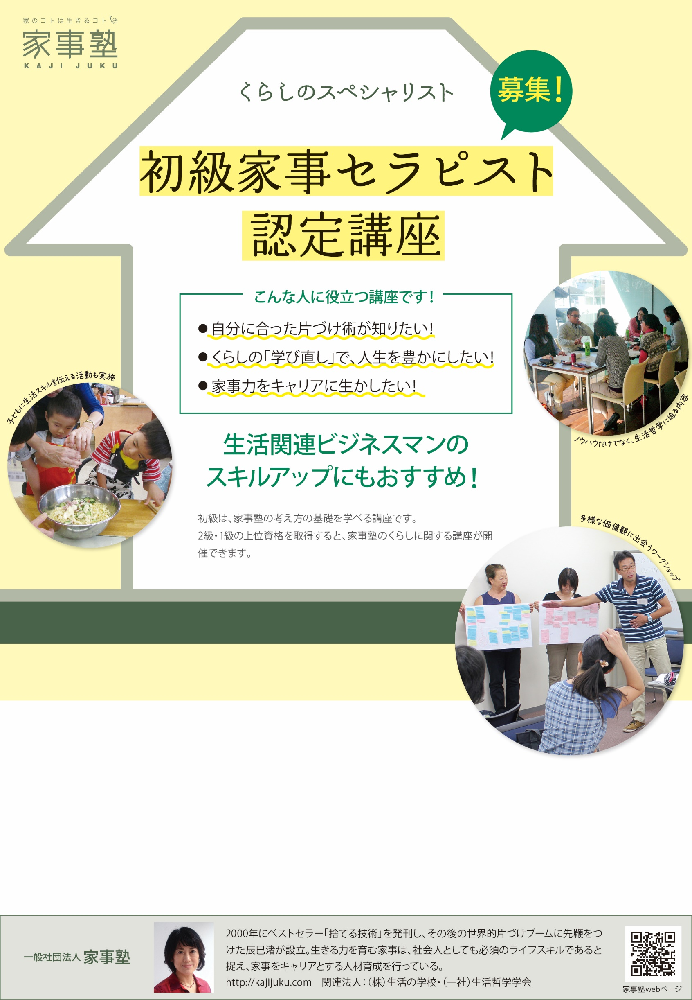 家のコトは生きるコト
家事塾
KAJI JUKU
くらしのスペシャリスト
募集！
初級家事セラピスト
認定講座
こんな人に役立つ講座です！
● 自分に合った片づけ術が知りたい！
● くらしの「学び直し」で、人生を豊かにしたい！
● 家事力をキャリアに生かしたい！
ノウハウだけでなく、生活哲学に迫る内容
子どもに生活スキルを伝える活動も実施
生活関連ビジネスマンの
スキルアップにもおすすめ！
初級は、家事塾の考え方の基礎を学べる講座です。
2級・1級の上位資格を取得すると、家事塾のくらしに関する講座が開
催できます。
多様な価値観に出会うワークショップ
一般社団法人 家事塾
2000年にベストセラー「捨てる技術」を発刊し、その後の世界的片づけブームに先鞭をつ
けた辰巳渚が設立。生きる力を育む家事は、社会人としても必須のライフスキルであると
捉え、家事をキャリアとする人材育成を行っている。
http://kajijuku.com　関連法人：（株）生活の学校・（一社）生活哲学学会
家事塾webページ